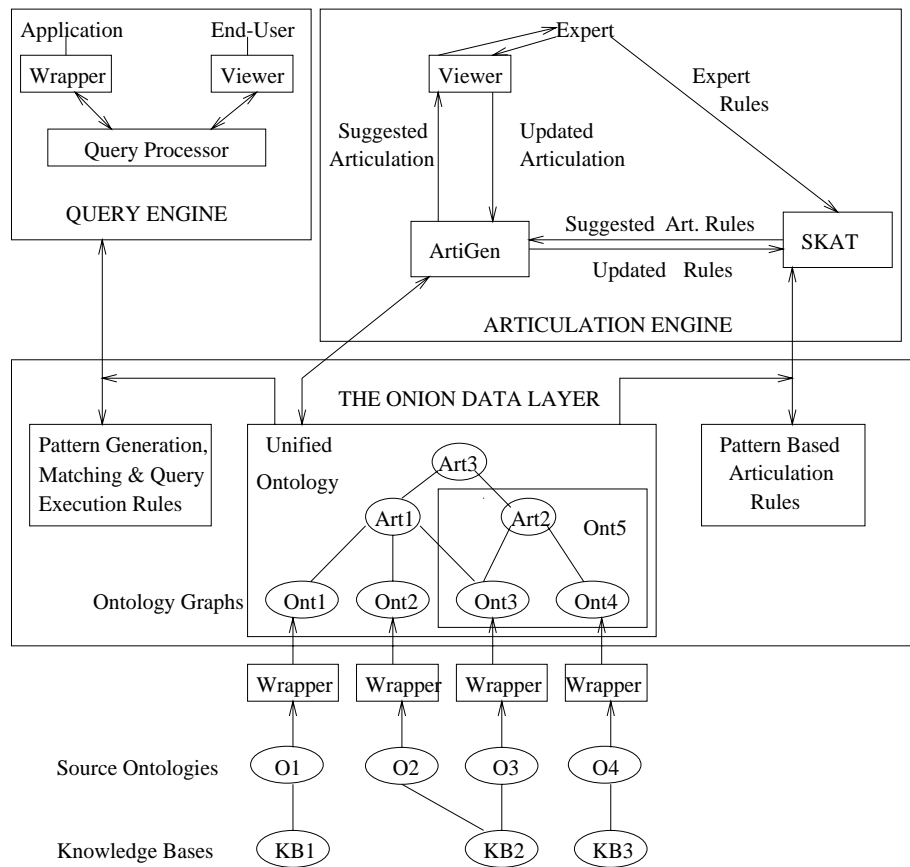 Application
End-User
Wrapper
Viewer
Query Processor
QUERY ENGINE
Expert
Viewer
Expert
Rules
Suggested
Articulation
Updated
Articulation
ArtiGen
Suggested Art. Rules
Updated Rules
SKAT
ARTICULATION ENGINE
THE ONION DATA LAYER
Pattern Generation,
Matching & Query
Execution Rules
Unified
Ontology
Art3
Art1
Art2
Ont5
Pattern Based
Articulation
Rules
Ontology Graphs
Ont1
Ont2
Ont3
Ont4
Wrapper
Wrapper
Wrapper
Wrapper
Source Ontologies
O1
O2
O3
O4
Knowledge Bases
KB1
KB2
KB3